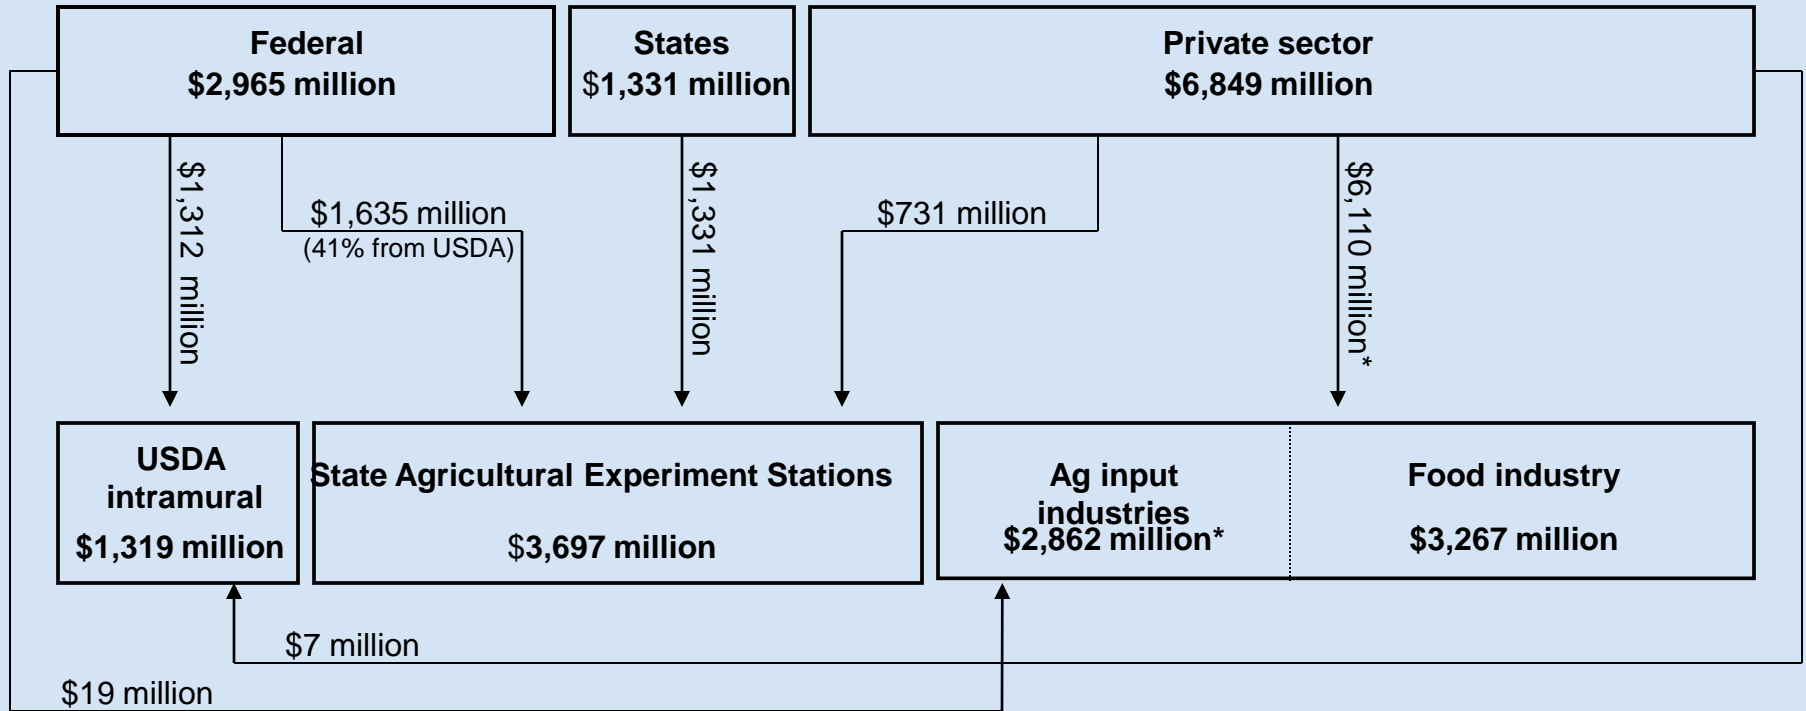 Federal
$2,965 million
States
$1,331 million
Private sector
$6,849 million
$1,312 million
$1,635 million
(41% from USDA)
$1,331 million
$731 million
$6,110 million*
USDA
intramural
$1,319 million
State Agricultural Experiment Stations
$3,697 million
Ag input
industries
$2,862 million*
Food industry
$3,267 million
$7 million
$19 million